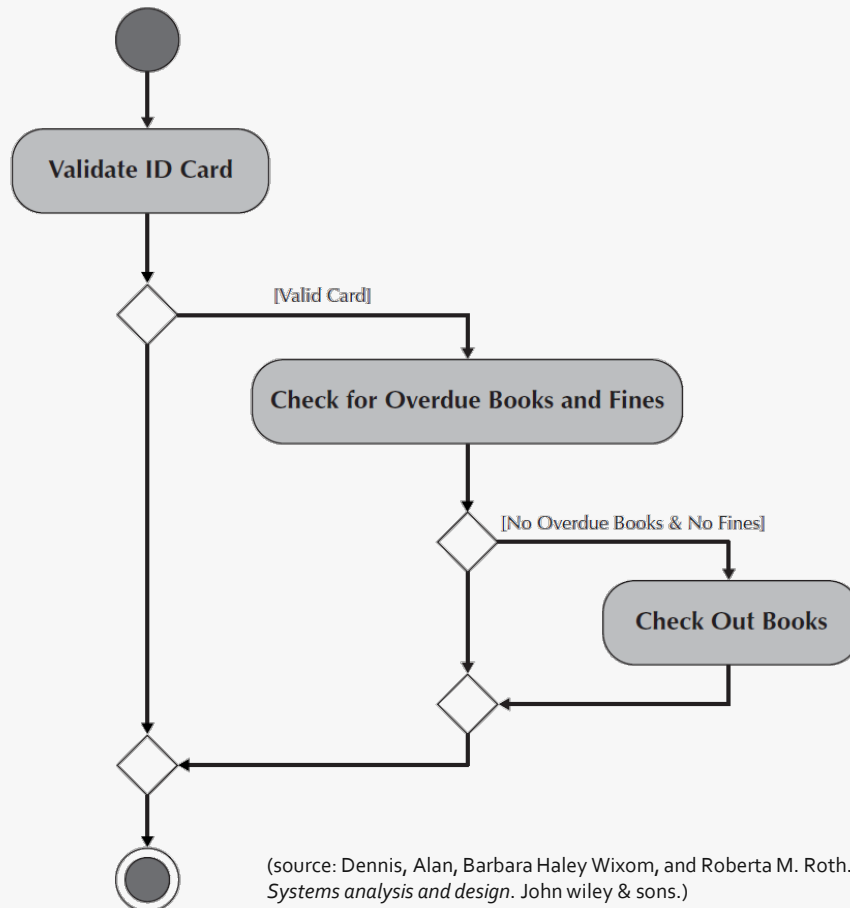 Validate ID Card
[Valid Card]
Check for Overdue Books and Fines
[No Overdue Books & No Fines]
Check Out Books
(source: Dennis, Alan, Barbara Haley Wixom, and Roberta M. Roth.
Systems analysis and design. John wiley & sons.)